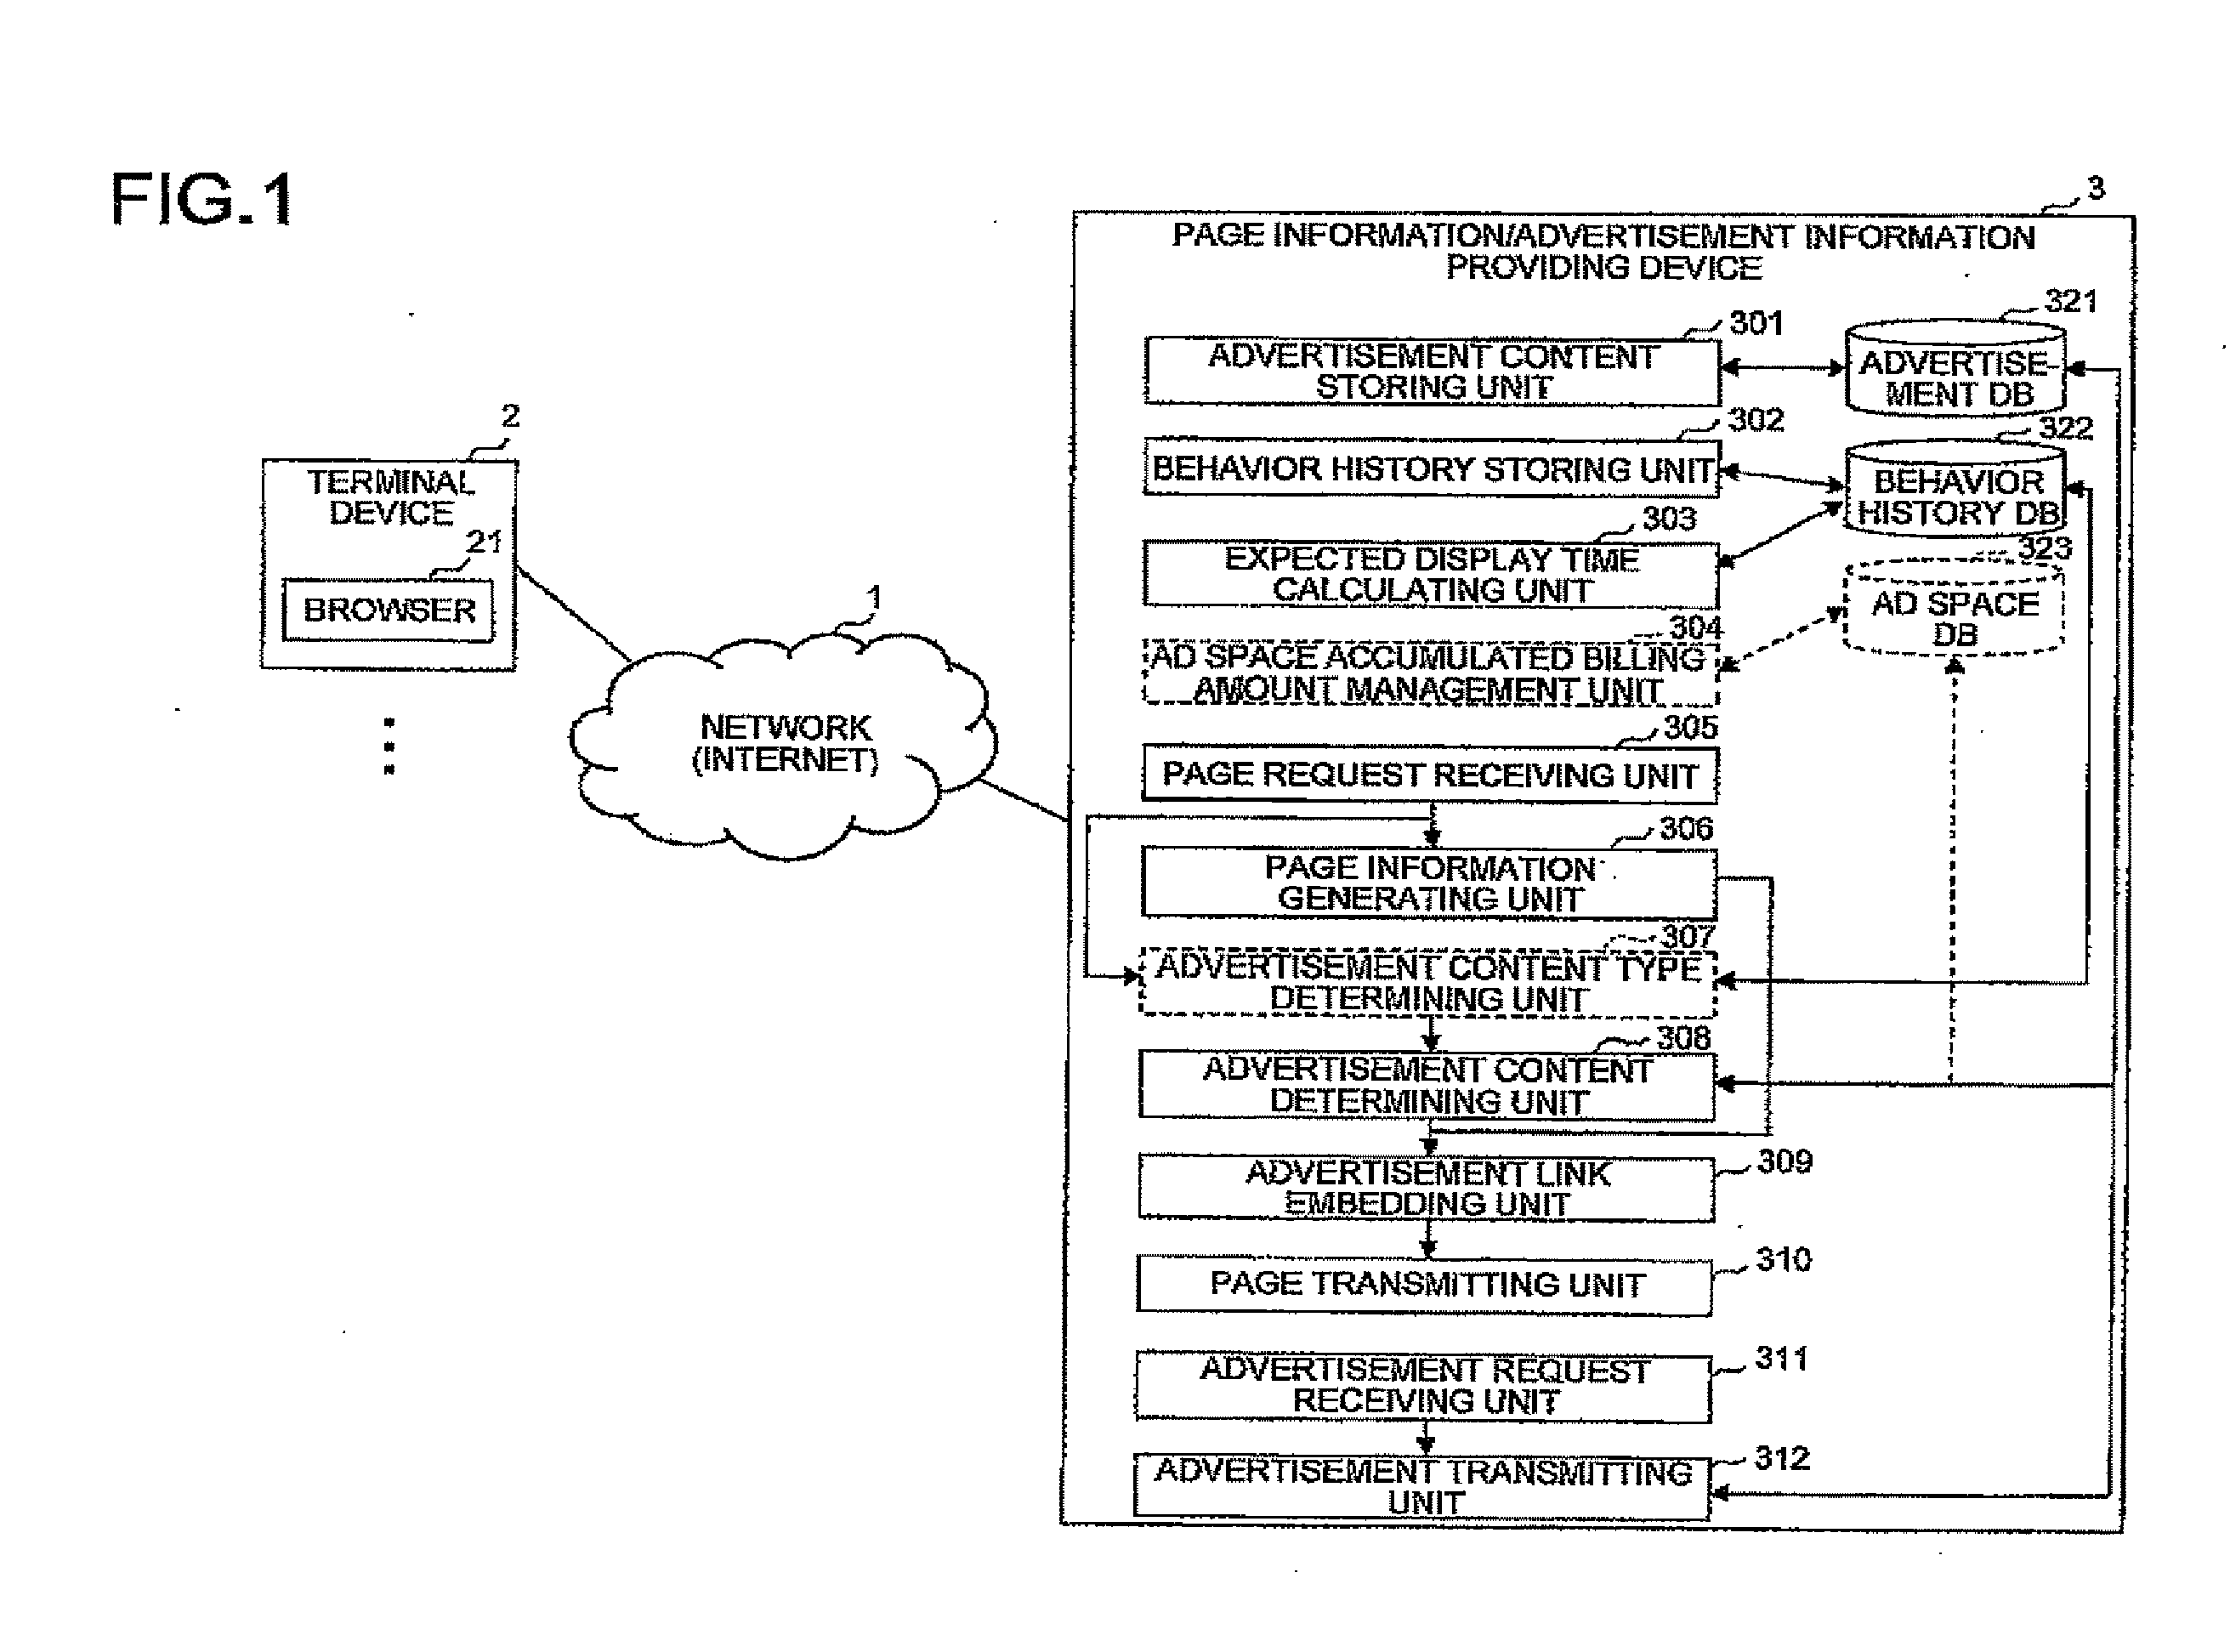 FIG.1
3
PAGE INFORMATION/ADVERTISEMENT INFORMATION
PROVIDING DEVICE
301
ADVERTISEMENT CONTENT
STORING UNIT
321
ADVERTISE-
MENT DB
302
BEHAVIOR HISTORY STORING UNIT
322
BEHAVIOR
HISTORY DB
303
EXPECTED DISPLAY TIME
CALCULATING UNIT
323
AD SPACE
DB
304
AD SPACE ACCUMULATED BILLING
AMOUNT MANAGEMENT UNIT
2
TERMINAL
DEVICE
21
BROWSER
1
NETWORK
(INTERNET)
305
PAGE REQUEST RECEIVING UNIT
306
PAGE INFORMATION
GENERATING UNIT
307
ADVERTISEMENT CONTENT TYPE
DETERMINING UNIT
308
ADVERTISEMENT CONTENT
DETERMINING UNIT
309
ADVERTISEMENT LINK
EMBEDDING UNIT
310
PAGE TRANSMITTING UNIT
311
ADVERTISEMENT REQUEST
RECEIVING UNIT
312
ADVERTISEMENT TRANSMITTING
UNIT